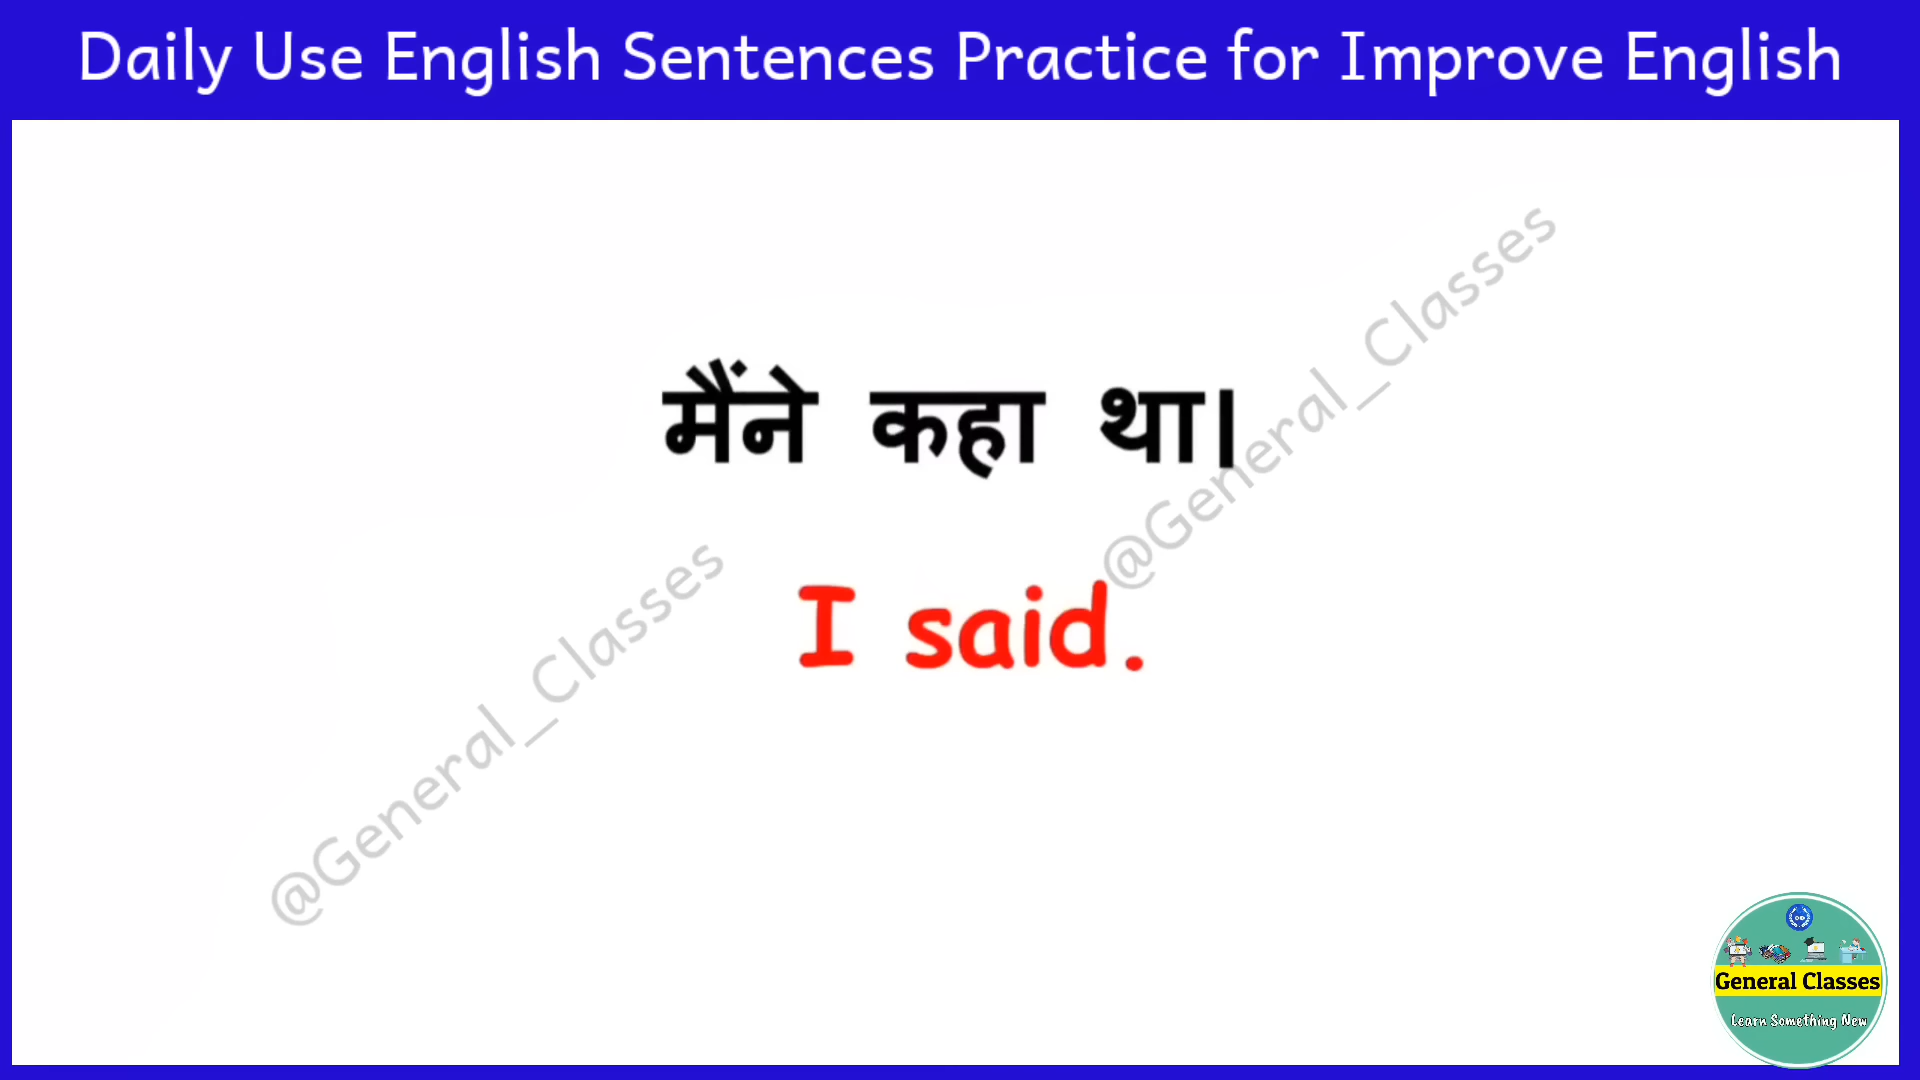 Daily Use English Sentences Practice for Improve English
मैंने कहा था।
I said.
@General_Classes
@General_Classes
General Classes
Learn Something New